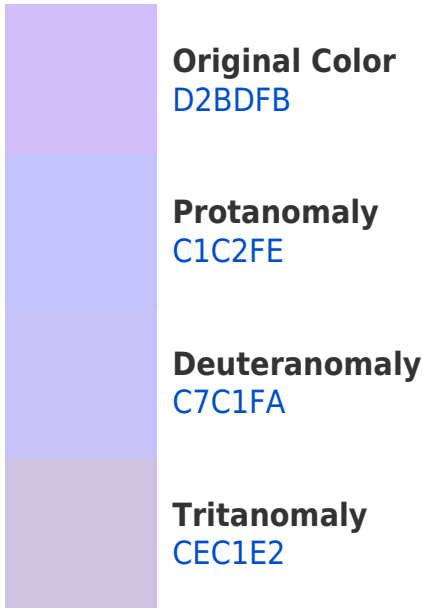 Original Color
D2BDFB
Protanomaly
C1C2FE
Deuteranomaly
C7C1FA
Tritanomaly
CEC1E2